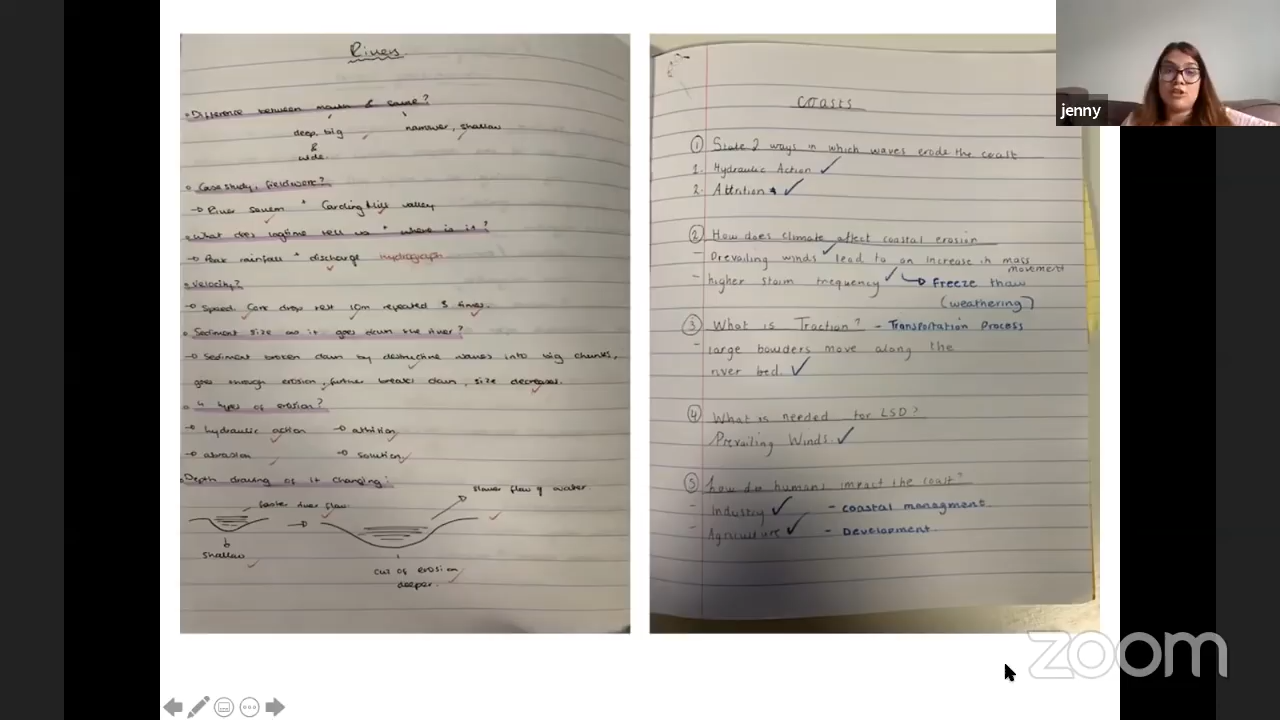 Rivers
Difference between mouth & source?
deep, big
narrower, shallow
&
wide.
Case study, fieldwork?
→ River Carding Mill valley
What does lagtime tell us where is it?
→ Peak rainfall + discharge hydrograph
Velocity?
→ Speed. drop 10m repeated times.
Sediment size as it goes down the river?
→ Sediment broken down by destructive waves into big chunks,
goes through erosion, further breaks down, size decreases.
4 types of erosion?
→ hydraulic action → attrition
→ abrasion → solution
Depth drawing of it changing:
faster river flow
slower flow of water.
shallow
of erosion
deeper.
coasts
① State 2 ways in which waves erode the coast
1. Hydraulic Action ✓
2. Attrition ✓
② How does climate affect coastal erosion
- Prevailing winds ✓ lead to an increase in mass
movement
- higher storm frequency ✓ → Freeze thaw
(weathering)
③ What is Traction? - Transportation Process
- large bowders move along the
river bed. ✓
④ What is needed for LSD?
Prevailing Winds. ✓
⑤ how do humans impact the coast?
- Industry ✓ - coastal managment
- Agriculture ✓ - Development
jenny
zoom